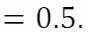 = 0.5.